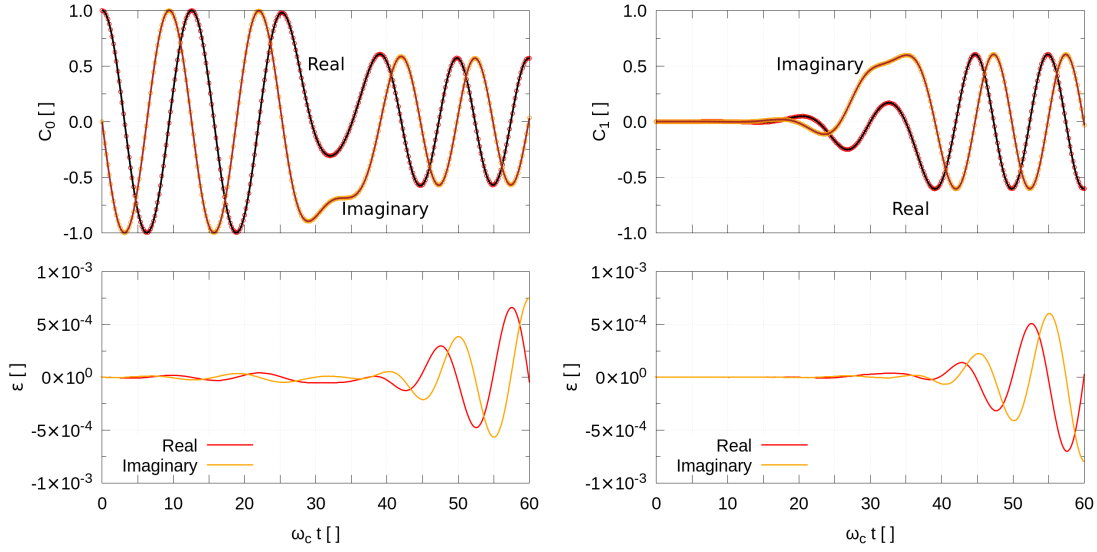 1.0
0.5
0.0
-0.5
-1.0
C₀ [ ]
Real
Imaginary
1.0
0.5
0.0
-0.5
-1.0
C₁ [ ]
Imaginary
Real
1×10⁻³
5×10⁻⁴
0×10⁰
-5×10⁻⁴
-1×10⁻³
ε [ ]
Real
Imaginary
0 10 20 30 40 50 60
ω_c t [ ]
1×10⁻³
5×10⁻⁴
0×10⁰
-5×10⁻⁴
-1×10⁻³
ε [ ]
Real
Imaginary
0 10 20 30 40 50 60
ω_c t [ ]